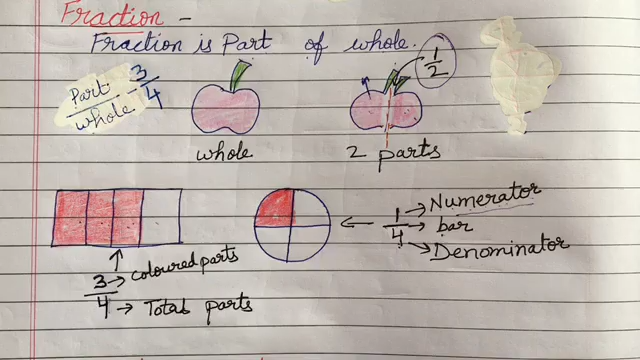 Fraction -
Fraction is Part of whole.
Part/whole - 3/4
1/2
whole
2 parts
3/4 → coloured parts
→ Total parts
1/4 → Numerator
→ bar
→ Denominator